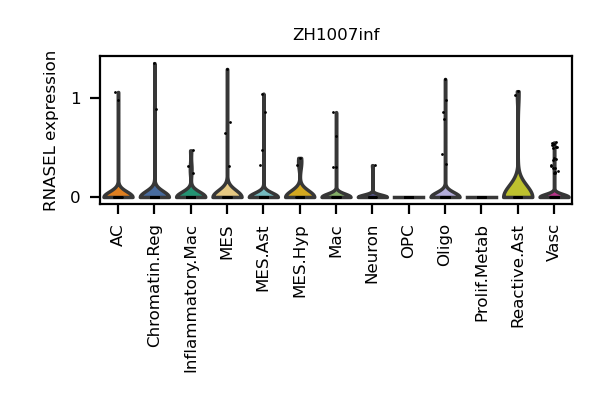 ZH1007inf
RNASEL expression
1
0
AC
Chromatin.Reg
Inflammatory.Mac
MES
MES.Ast
MES.Hyp
Mac
Neuron
OPC
Oligo
Prolif.Metab
Reactive.Ast
Vasc